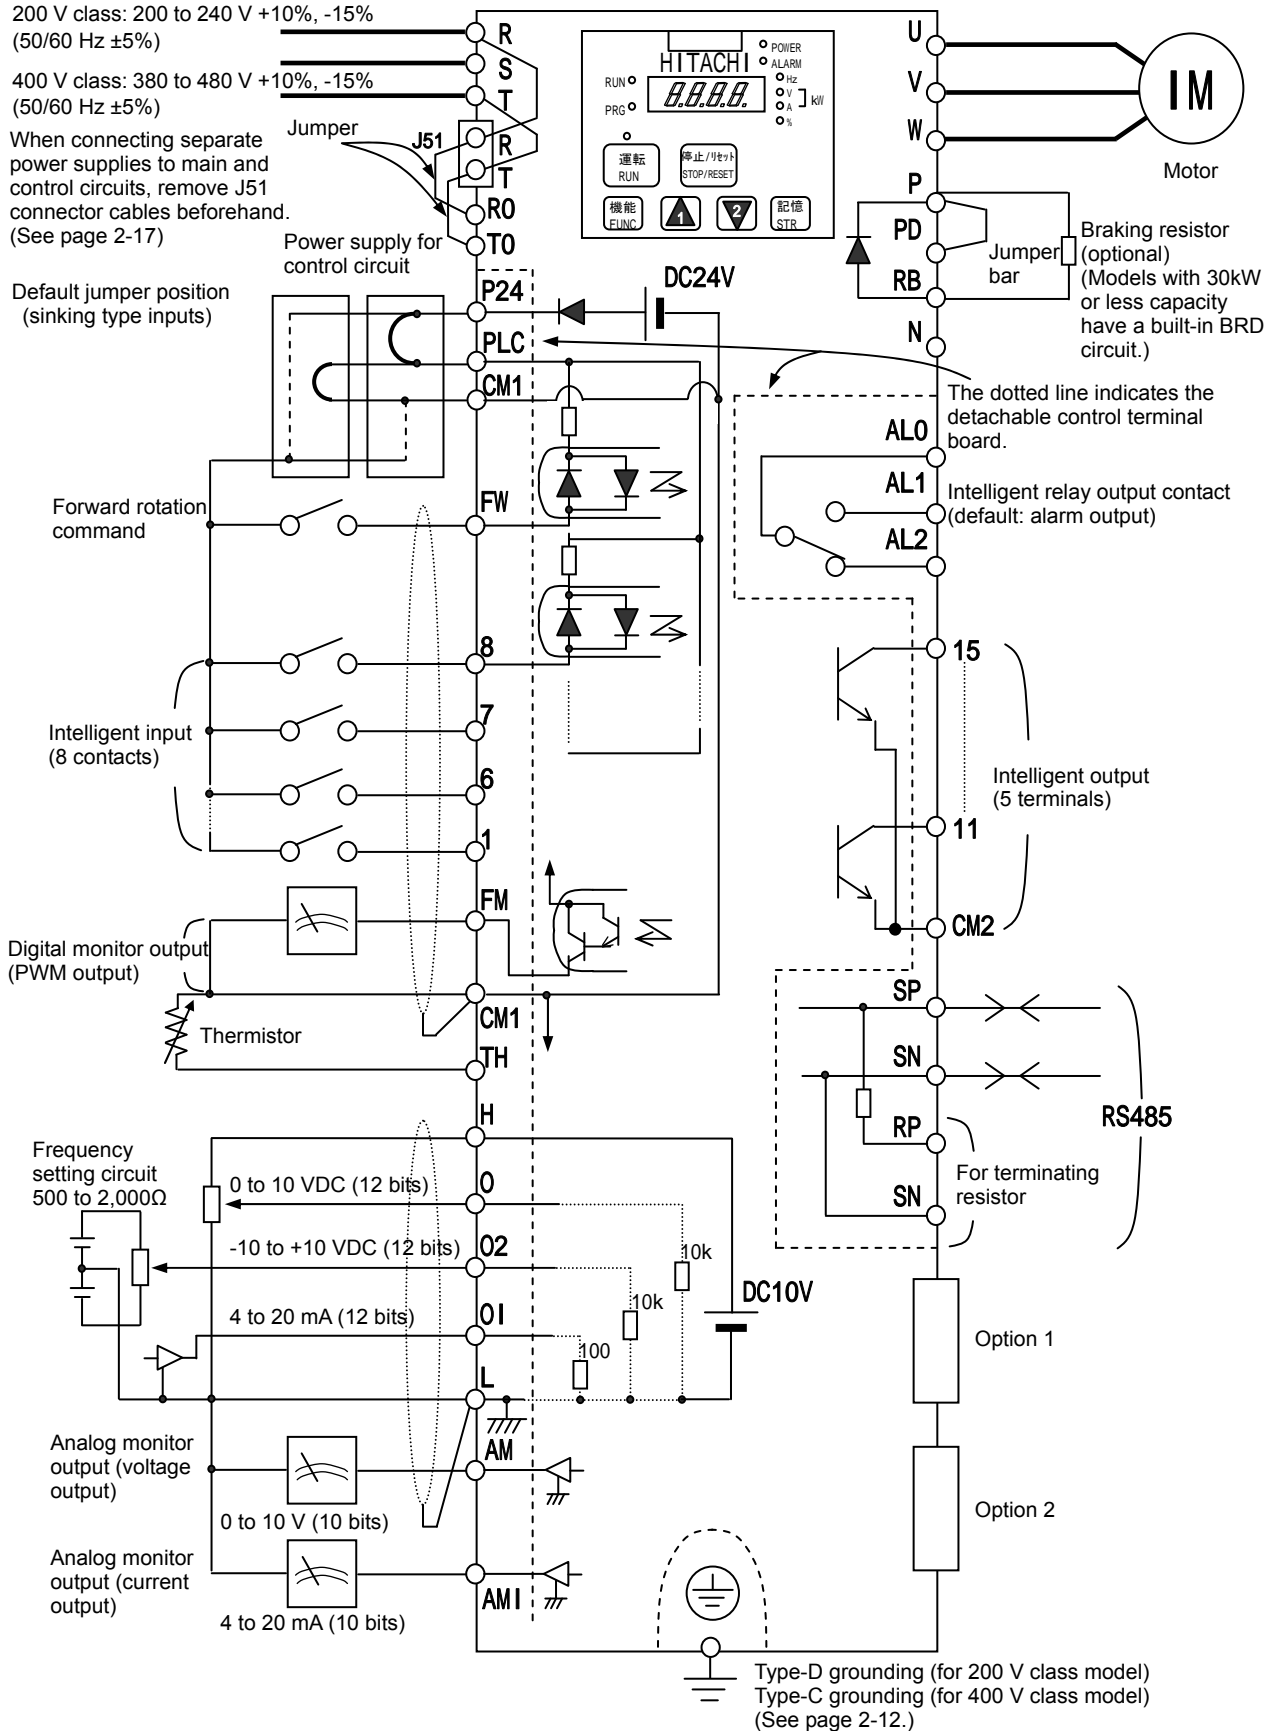 200 V class: 200 to 240 V +10%, -15%
(50/60 Hz ±5%)
400 V class: 380 to 480 V +10%, -15%
(50/60 Hz ±5%)
When connecting separate
power supplies to main and
control circuits, remove J51
connector cables beforehand.
(See page 2-17)
Jumper
J51
R
S
T
R
T
R0
T0
Power supply for
control circuit
HITACHI
POWER
ALARM
RUN
PRG
8.8.8.8.
Hz
V
A
kW
%
運転
RUN
停止/リセット
STOP/RESET
機能
FUNC
1
2
記憶
STR
U
V
W
IM
Motor
P
PD
RB
N
Jumper
bar
Braking resistor
(optional)
(Models with 30kW
or less capacity
have a built-in BRD
circuit.)
Default jumper position
(sinking type inputs)
P24
PLC
CM1
DC24V
The dotted line indicates the
detachable control terminal
board.
AL0
AL1
AL2
Intelligent relay output contact
(default: alarm output)
Forward rotation
command
FW
8
7
6
1
Intelligent input
(8 contacts)
15
11
CM2
Intelligent output
(5 terminals)
FM
Digital monitor output
(PWM output)
CM1
Thermistor
TH
SP
SN
RP
SN
RS485
For terminating
resistor
H
Frequency
setting circuit
500 to 2,000Ω
0 to 10 VDC (12 bits)
O
-10 to +10 VDC (12 bits)
O2
4 to 20 mA (12 bits)
OI
L
10k
10k
100
DC10V
Option 1
Option 2
Analog monitor
output (voltage
output)
AM
0 to 10 V (10 bits)
Analog monitor
output (current
output)
AMI
4 to 20 mA (10 bits)
Type-D grounding (for 200 V class model)
Type-C grounding (for 400 V class model)
(See page 2-12.)